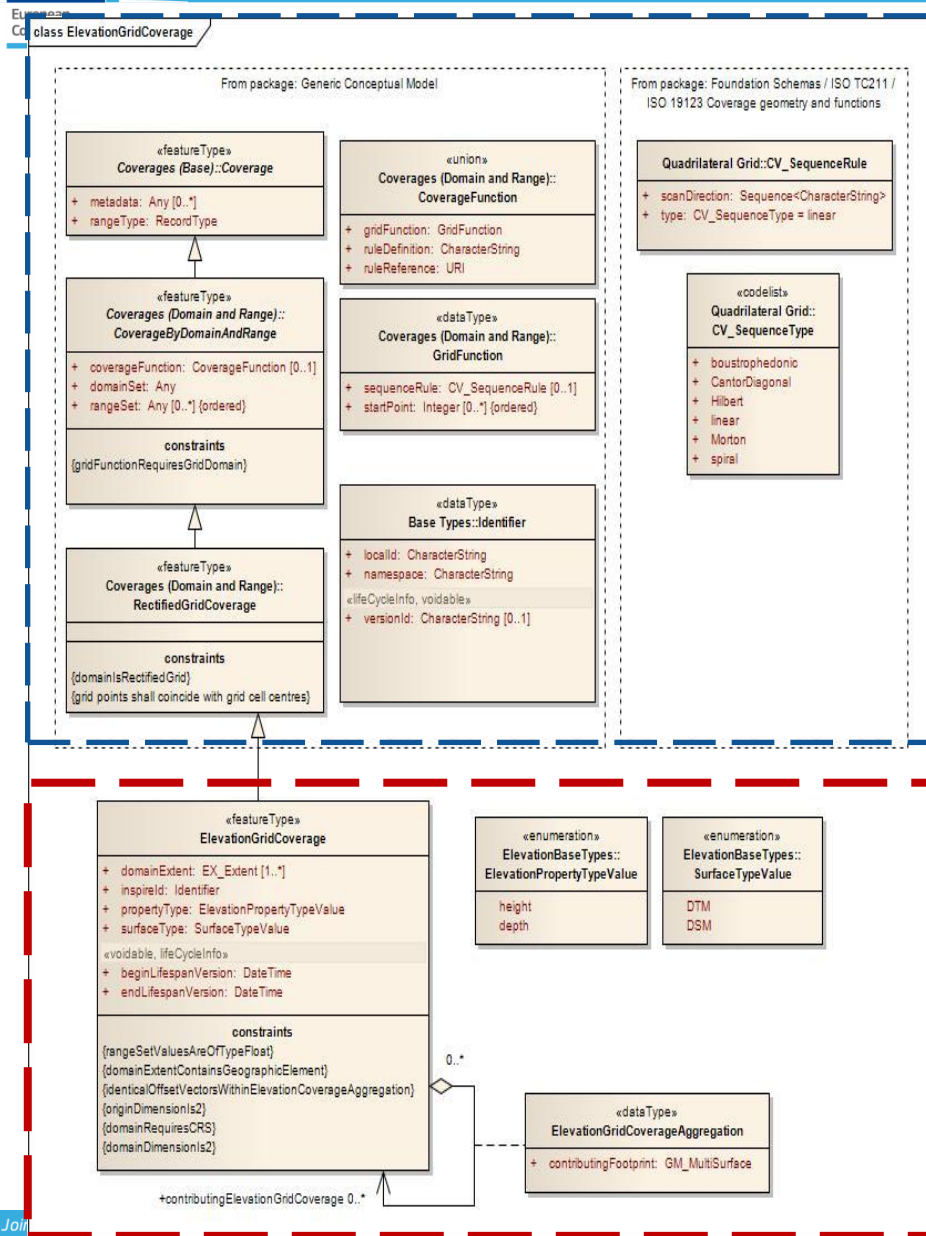 European
Co
class ElevationGridCoverage
From package: Generic Conceptual Model
«featureType»
Coverages (Base)::Coverage
+ metadata: Any [0..*]
+ rangeType: RecordType
«featureType»
Coverages (Domain and Range)::
CoverageByDomainAndRange
+ coverageFunction: CoverageFunction [0..1]
+ domainSet: Any
+ rangeSet: Any [0..*] {ordered}
constraints
{gridFunctionRequiresGridDomain}
«featureType»
Coverages (Domain and Range)::
RectifiedGridCoverage
constraints
{domainIsRectifiedGrid}
{grid points shall coincide with grid cell centres}
«union»
Coverages (Domain and Range)::
CoverageFunction
+ gridFunction: GridFunction
+ ruleDefinition: CharacterString
+ ruleReference: URI
«dataType»
Coverages (Domain and Range)::
GridFunction
+ sequenceRule: CV_SequenceRule [0..1]
+ startPoint: Integer [0..*] {ordered}
«dataType»
Base Types::Identifier
+ localId: CharacterString
+ namespace: CharacterString
«lifeCycleInfo, voidable»
+ versionId: CharacterString [0..1]
From package: Foundation Schemas / ISO TC211 /
ISO 19123 Coverage geometry and functions
Quadrilateral Grid::CV_SequenceRule
+ scanDirection: Sequence<CharacterString>
+ type: CV_SequenceType = linear
«codelist»
Quadrilateral Grid::
CV_SequenceType
+ boustrophedonic
+ CantorDiagonal
+ Hilbert
+ linear
+ Morton
+ spiral
«featureType»
ElevationGridCoverage
+ domainExtent: EX_Extent [1..*]
+ inspireId: Identifier
+ propertyType: ElevationPropertyTypeValue
+ surfaceType: SurfaceTypeValue
«voidable, lifeCycleInfo»
+ beginLifespanVersion: DateTime
+ endLifespanVersion: DateTime
constraints
{rangeSetValuesAreOfTypeFloat}
{domainExtentContainsGeographicElement}
{identicalOffsetVectorsWithinElevationCoverageAggregation}
{originDimensionIs2}
{domainRequiresCRS}
{domainDimensionIs2}
«enumeration»
ElevationBaseTypes::
ElevationPropertyTypeValue
height
depth
«enumeration»
ElevationBaseTypes::
SurfaceTypeValue
DTM
DSM
0..*
«dataType»
ElevationGridCoverageAggregation
+ contributingFootprint: GM_MultiSurface
+contributingElevationGridCoverage 0..*
Join